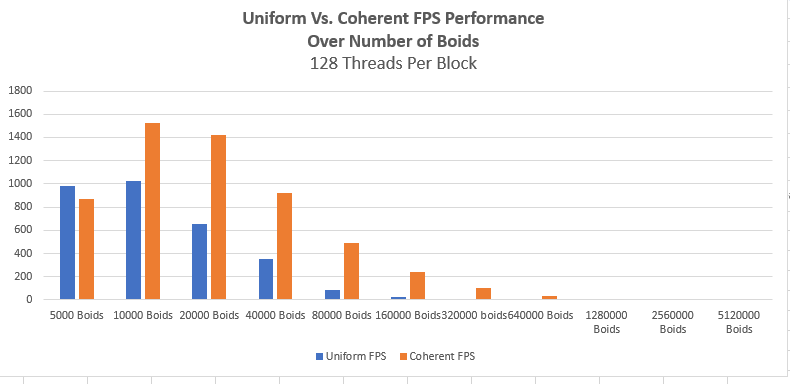 Uniform Vs. Coherent FPS Performance
Over Number of Boids
128 Threads Per Block
1800
1600
1400
1200
1000
800
600
400
200
0
5000 Boids 10000 Boids 20000 Boids 40000 Boids 80000 Boids 160000 Boids 320000 boids 640000 Boids 1280000 Boids 2560000 Boids 5120000 Boids
Uniform FPS Coherent FPS